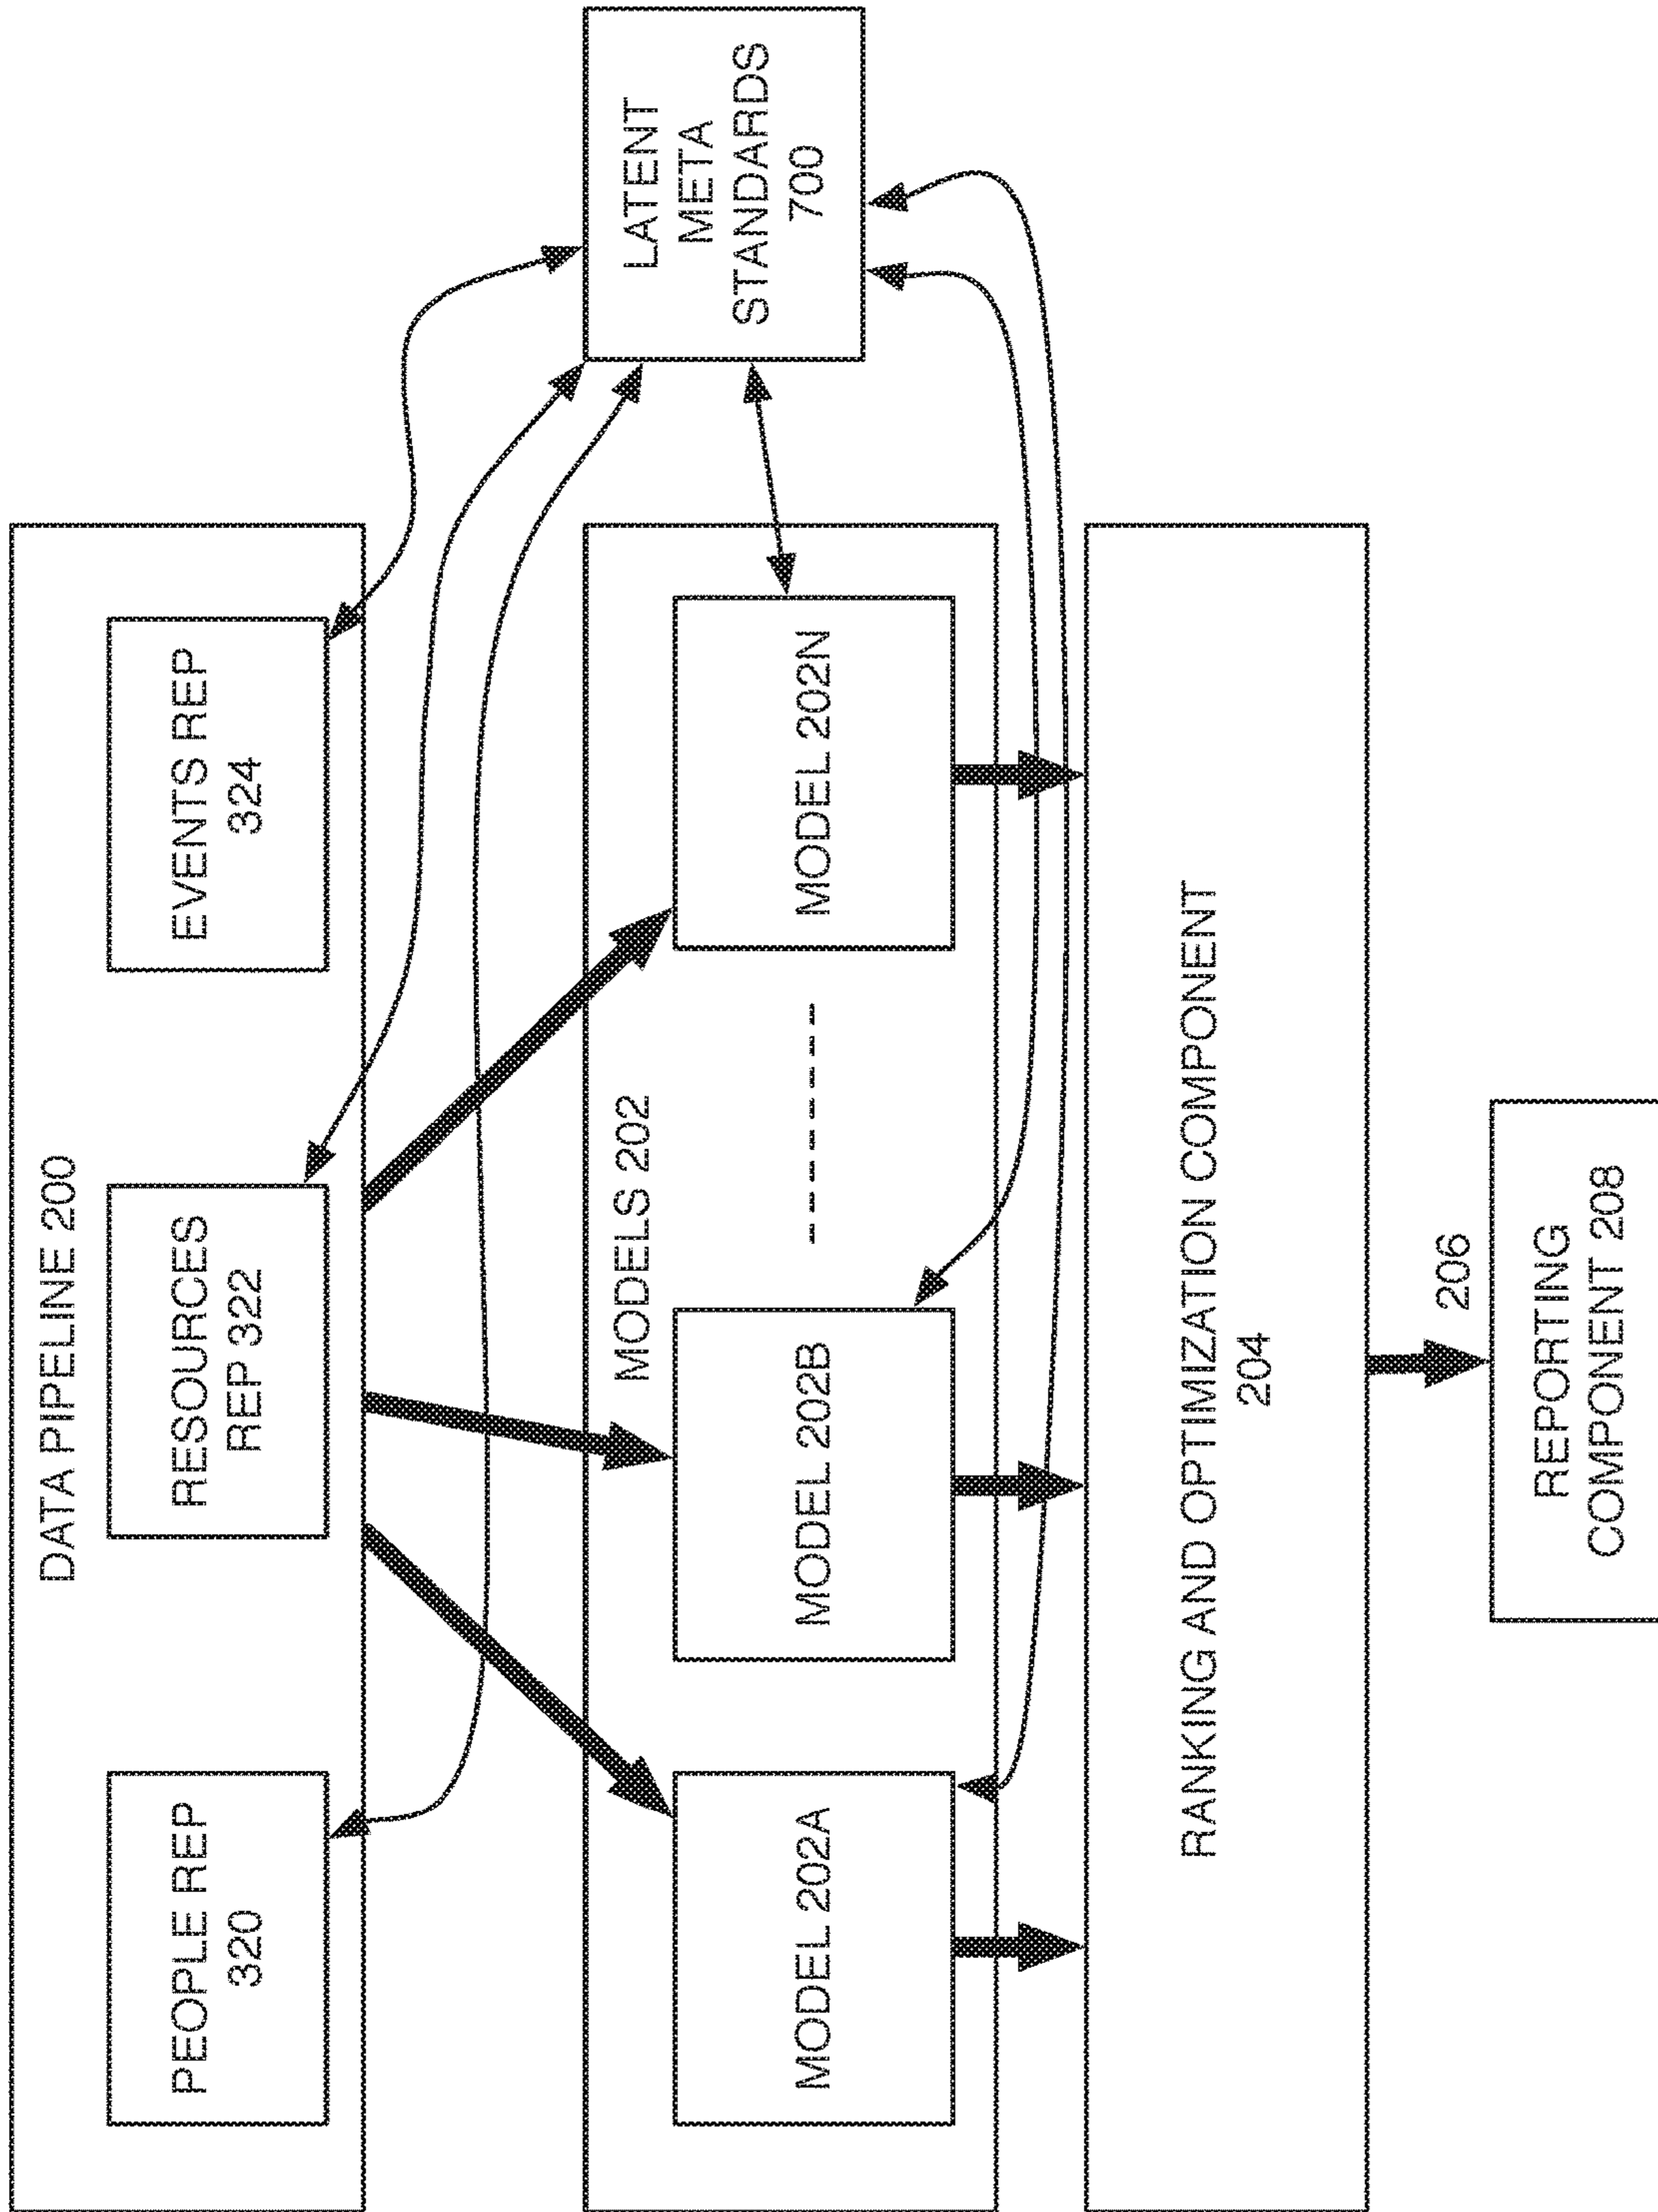 DATA PIPELINE 200
PEOPLE REP
320
RESOURCES
REP 322
EVENTS REP
324
LATENT
META
STANDARDS
700
MODELS 202
MODEL 202A
MODEL 202B
MODEL 202N
RANKING AND OPTIMIZATION COMPONENT
204
206
REPORTING
COMPONENT 208